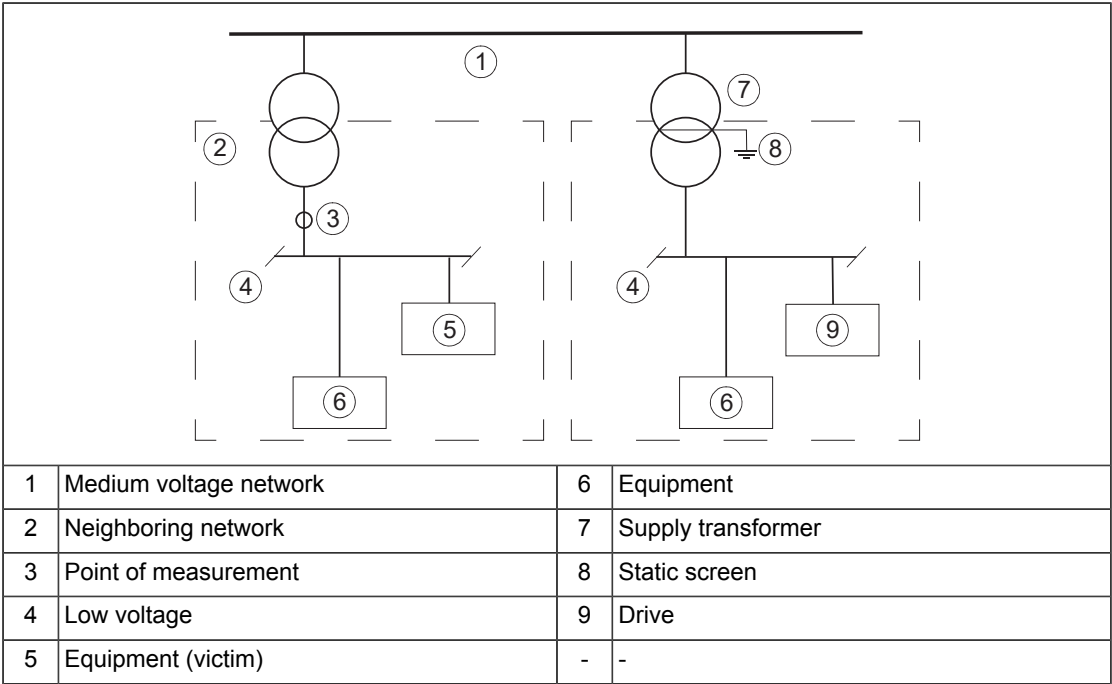 1
7
2
8
3
4
4
5
9
6
6
1 Medium voltage network 6 Equipment
2 Neighboring network 7 Supply transformer
3 Point of measurement 8 Static screen
4 Low voltage 9 Drive
5 Equipment (victim) - -